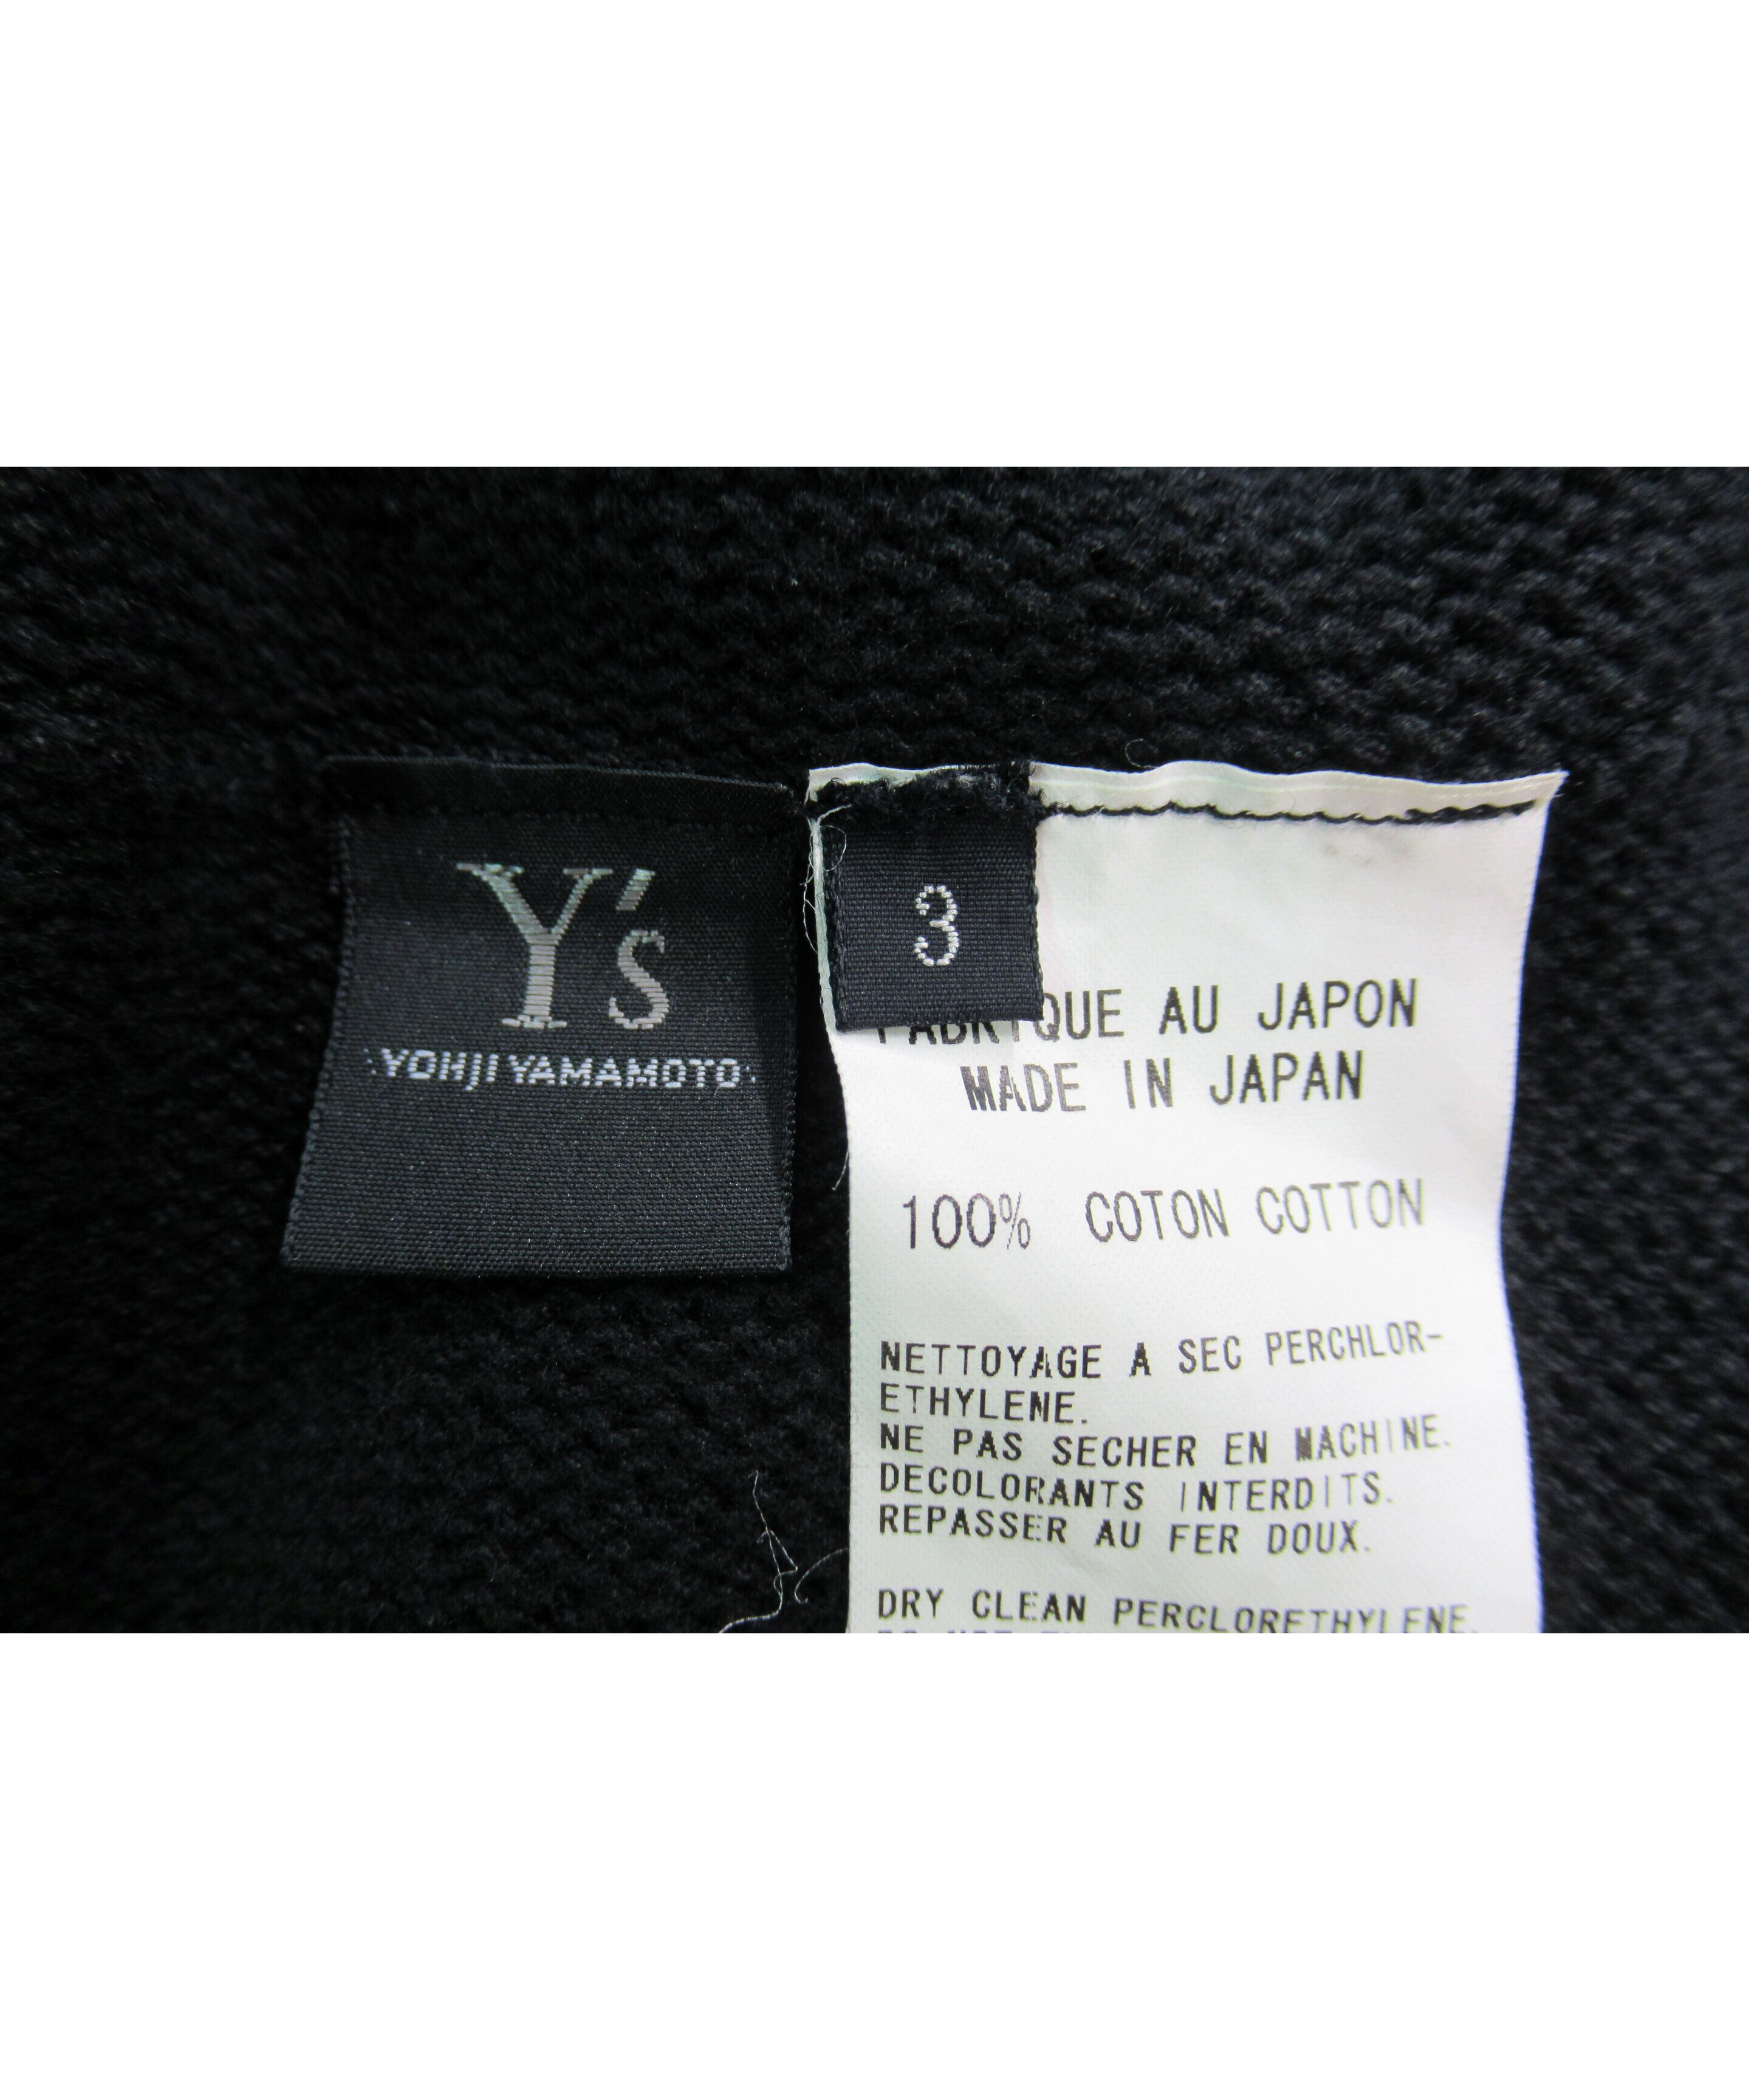 Y's
YOHJI YAMAMOTO
3
FABRIQUE AU JAPON
MADE IN JAPAN
100% COTON COTTON
NETTOYAGE A SEC PERCHLOR-
ETHYLENE.
NE PAS SECHER EN MACHINE.
DECOLORANTS INTERDITS.
REPASSER AU FER DOUX.
DRY CLEAN PERCLORETHYLENE.